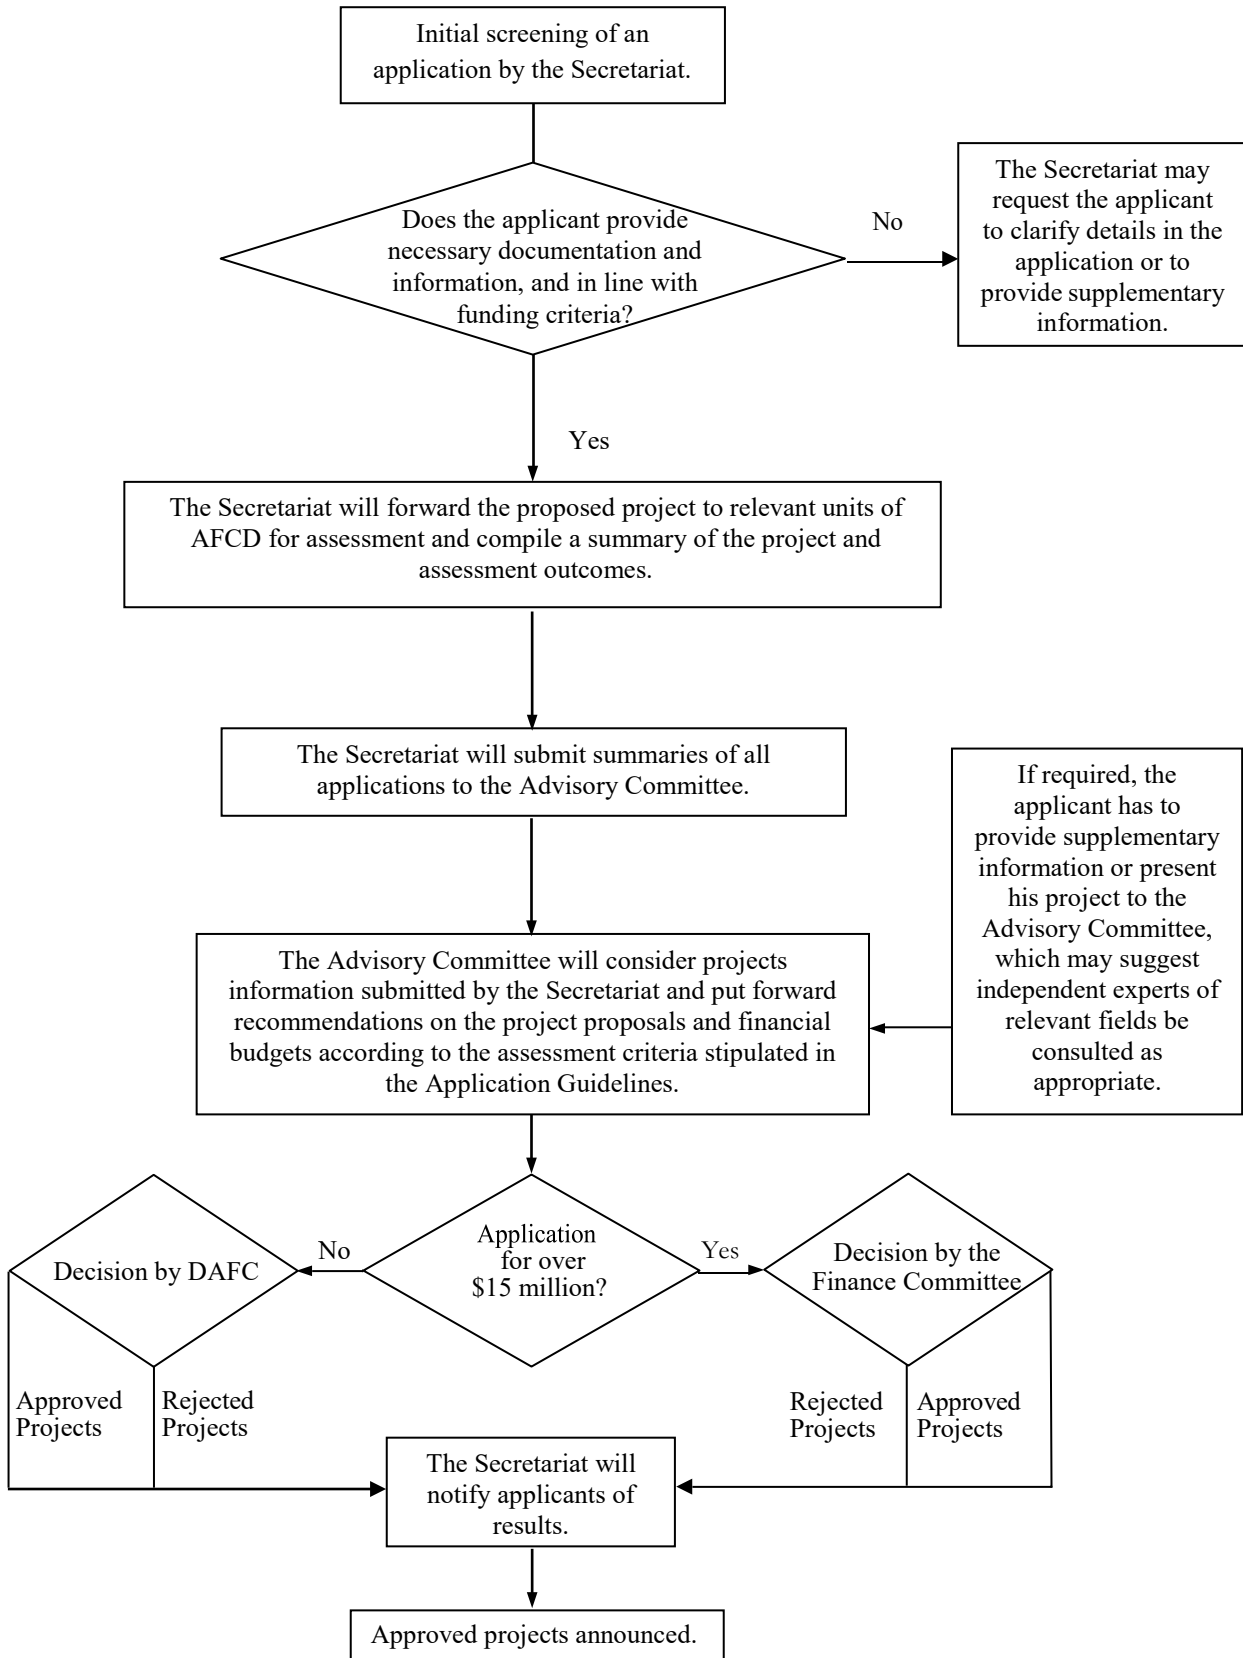 Initial screening of an
application by the Secretariat.
Does the applicant provide
necessary documentation and
information, and in line with
funding criteria?
No
The Secretariat may
request the applicant
to clarify details in the
application or to
provide supplementary
information.
Yes
The Secretariat will forward the proposed project to relevant units of
AFCD for assessment and compile a summary of the project and
assessment outcomes.
The Secretariat will submit summaries of all
applications to the Advisory Committee.
If required, the
applicant has to
provide supplementary
information or present
his project to the
Advisory Committee,
which may suggest
independent experts of
relevant fields be
consulted as
appropriate.
The Advisory Committee will consider projects
information submitted by the Secretariat and put forward
recommendations on the project proposals and financial
budgets according to the assessment criteria stipulated in
the Application Guidelines.
Decision by DAFC
No
Application
for over
$15 million?
Yes
Decision by the
Finance Committee
Approved
Projects
Rejected
Projects
Rejected
Projects
Approved
Projects
The Secretariat will
notify applicants of
results.
Approved projects announced.